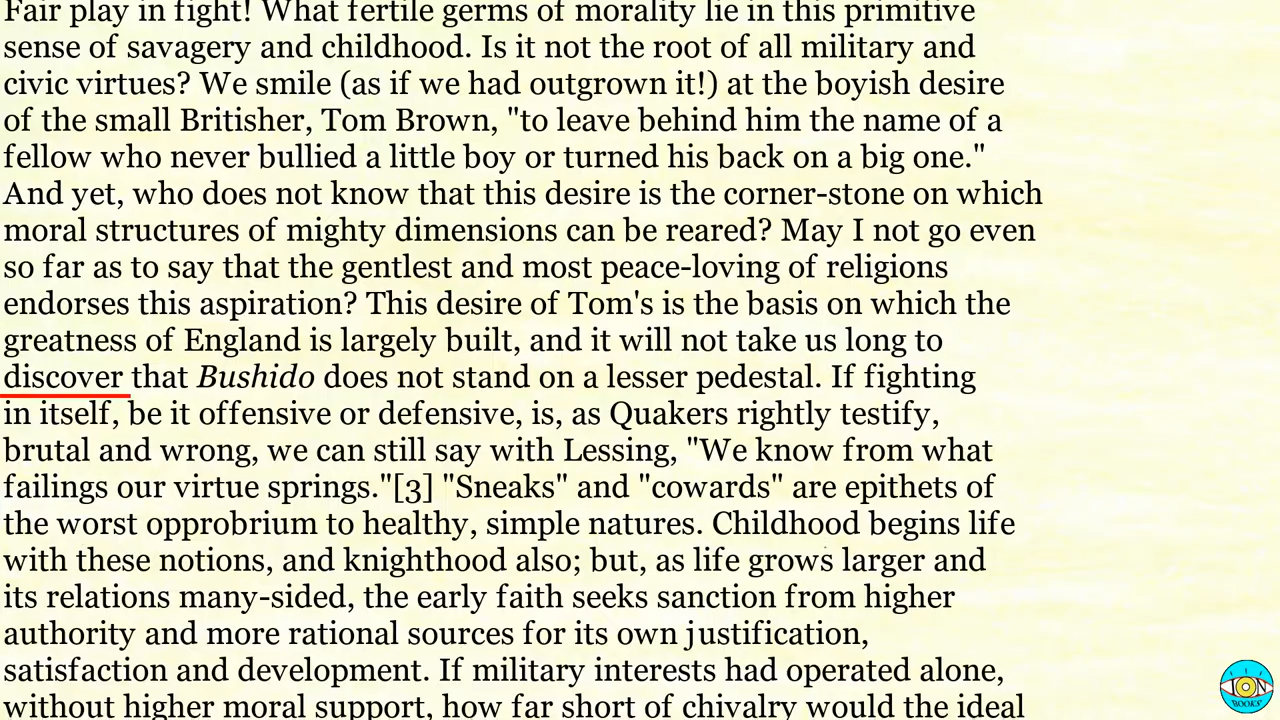 Fair play in fight! What fertile germs of morality lie in this primitive
sense of savagery and childhood. Is it not the root of all military and
civic virtues? We smile (as if we had outgrown it!) at the boyish desire
of the small Britisher, Tom Brown, "to leave behind him the name of a
fellow who never bullied a little boy or turned his back on a big one."
And yet, who does not know that this desire is the corner-stone on which
moral structures of mighty dimensions can be reared? May I not go even
so far as to say that the gentlest and most peace-loving of religions
endorses this aspiration? This desire of Tom's is the basis on which the
greatness of England is largely built, and it will not take us long to
discover that Bushido does not stand on a lesser pedestal. If fighting
in itself, be it offensive or defensive, is, as Quakers rightly testify,
brutal and wrong, we can still say with Lessing, "We know from what
failings our virtue springs."[3] "Sneaks" and "cowards" are epithets of
the worst opprobrium to healthy, simple natures. Childhood begins life
with these notions, and knighthood also; but, as life grows larger and
its relations many-sided, the early faith seeks sanction from higher
authority and more rational sources for its own justification,
satisfaction and development. If military interests had operated alone,
without higher moral support, how far short of chivalry would the ideal
ION
BOOKS